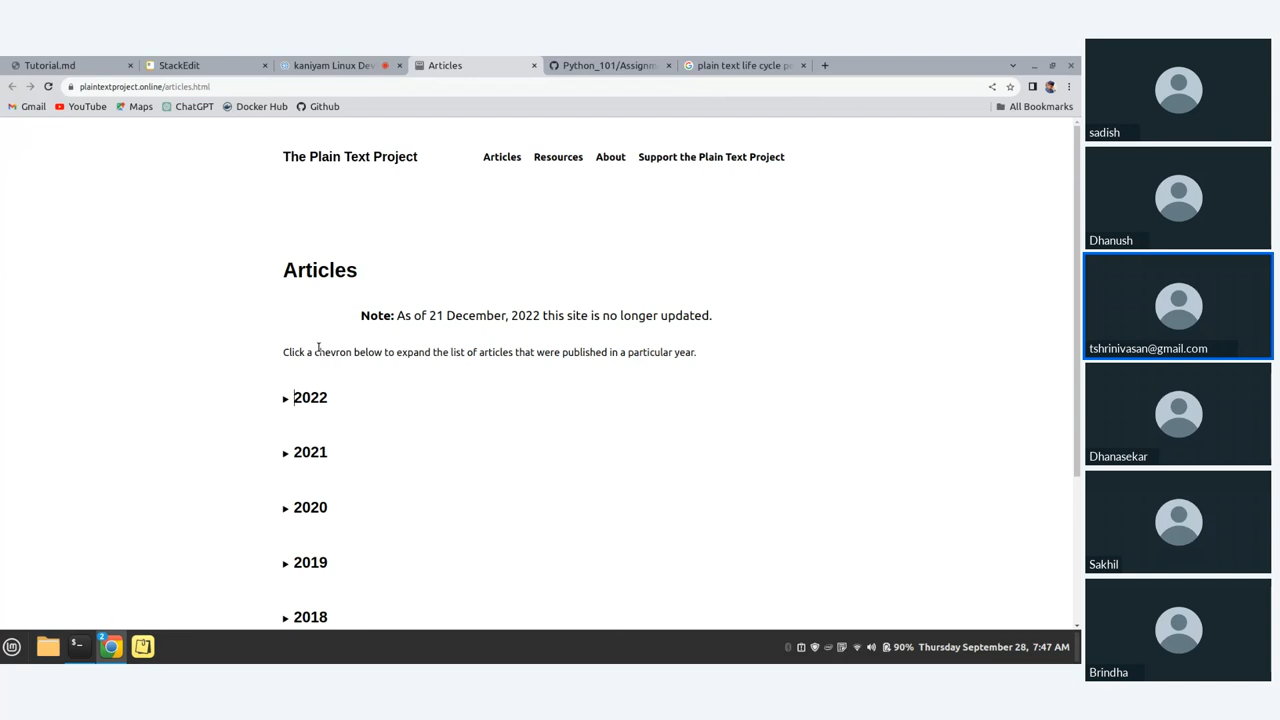 Tutorial.md
StackEdit
kaniyam Linux Dev
Articles
Python_101/Assignm
plain text life cycle po
plaintextproject.online/articles.html
Gmail
YouTube
Maps
ChatGPT
Docker Hub
Github
All Bookmarks
The Plain Text Project
Articles
Resources
About
Support the Plain Text Project
Articles
Note: As of 21 December, 2022 this site is no longer updated.
Click a chevron below to expand the list of articles that were published in a particular year.
2022
2021
2020
2019
2018
2
90%
Thursday September 28, 7:47 AM
sadish
Dhanush
tshrinivasan@gmail.com
Dhanasekar
Sakhil
Brindha